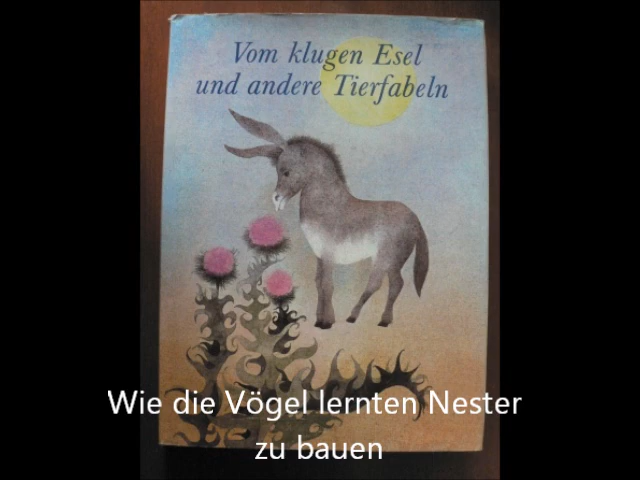 Vom klugen Esel
und andere Tierfabeln
Wie die Vögel lernten Nester
zu bauen